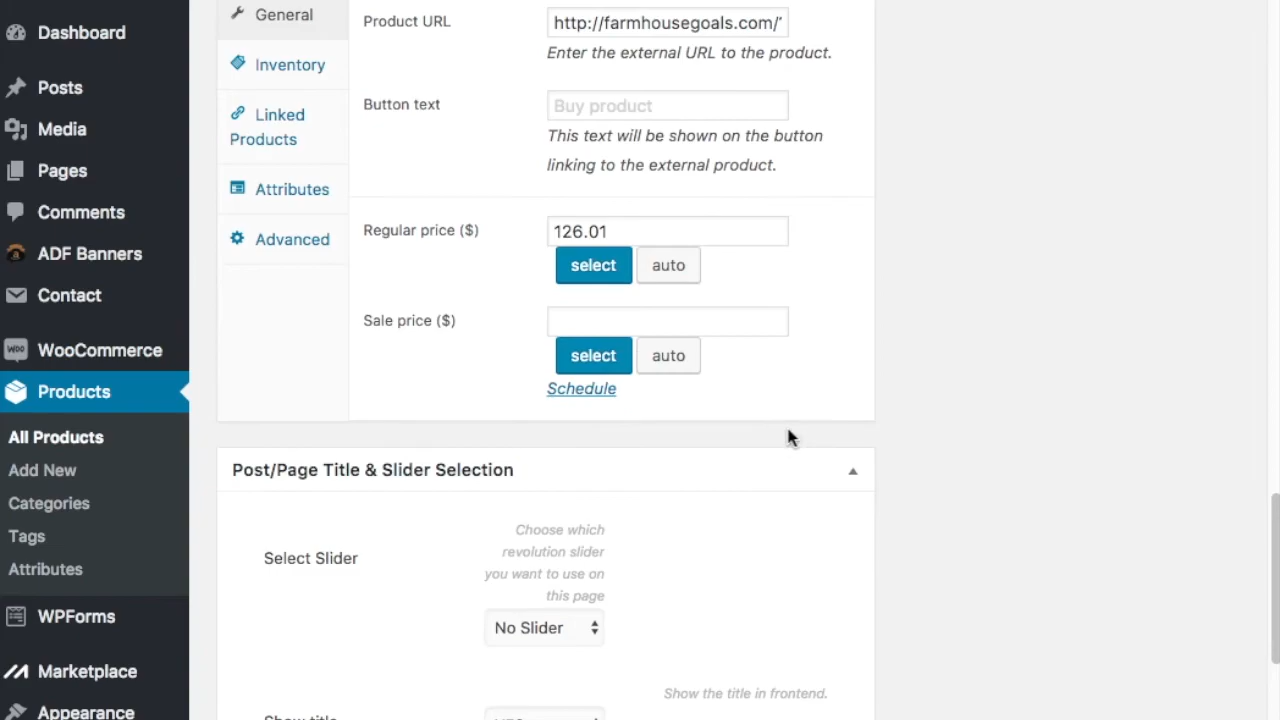 Dashboard
Posts
Media
Pages
Comments
ADF Banners
Contact
WooCommerce
Products
All Products
Add New
Categories
Tags
Attributes
WPForms
Marketplace
Appearance
General
Inventory
Linked
Products
Attributes
Advanced
Product URL
http://farmhousegoals.com/
Enter the external URL to the product.
Button text
Buy product
This text will be shown on the button
linking to the external product.
Regular price ($)
126.01
select auto
Sale price ($)
select auto
Schedule
Post/Page Title & Slider Selection
Select Slider
Choose which
revolution slider
you want to use on
this page
No Slider
Show the title in frontend.
Show title